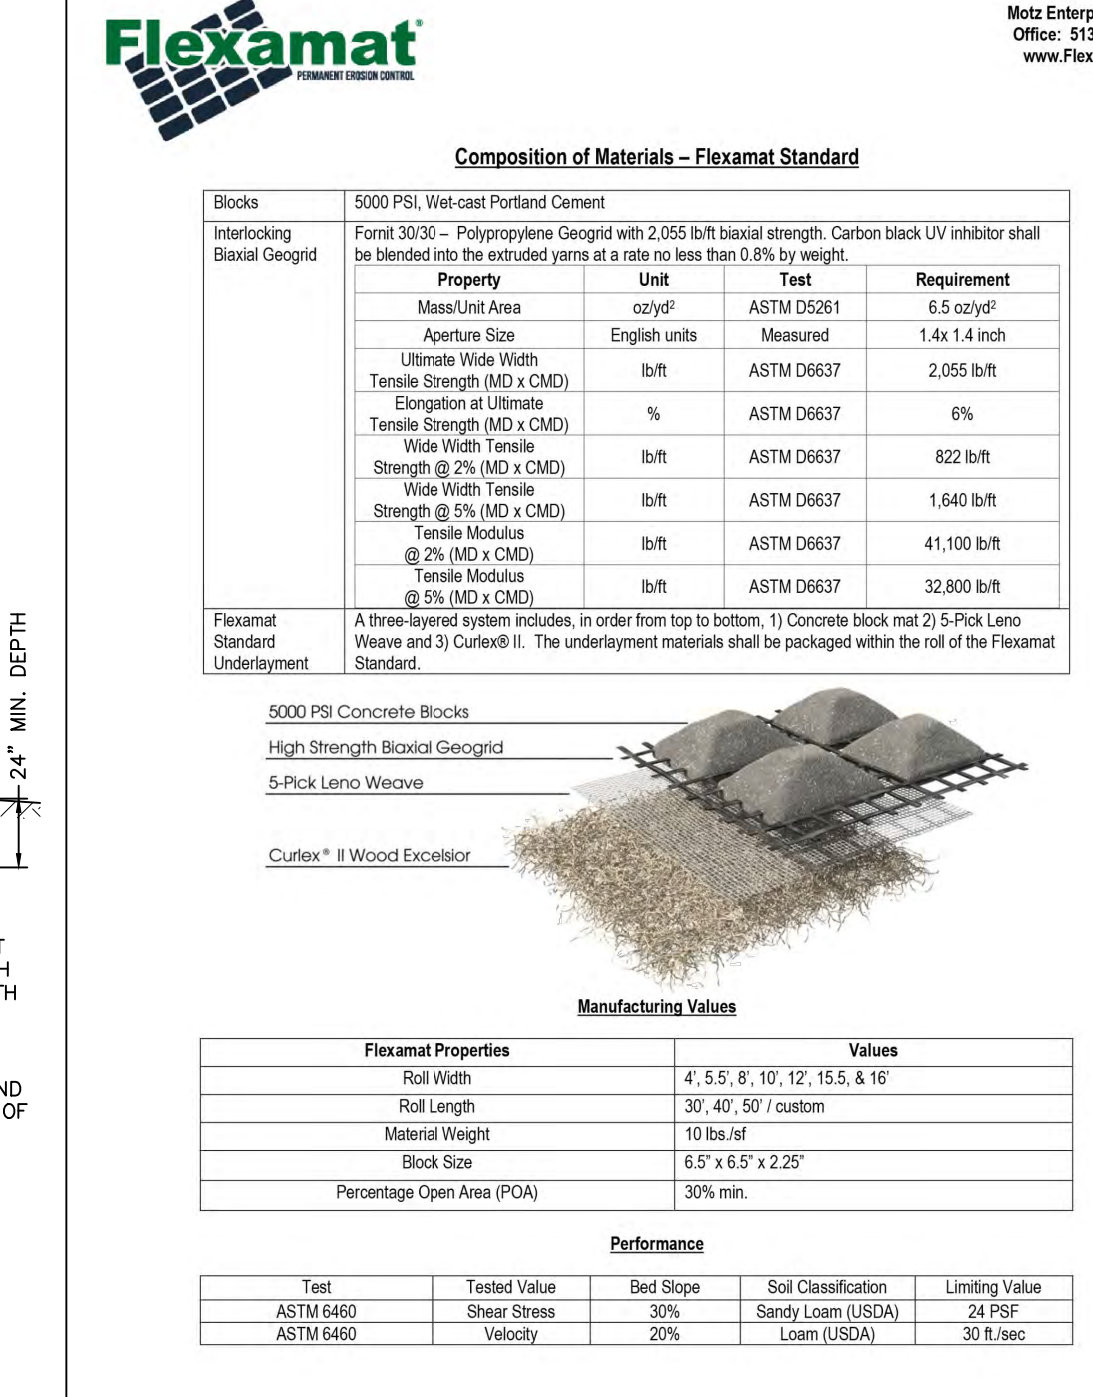 Flexamat®
PERMANENT EROSION CONTROL
Motz Enterp
Office: 513
www.Flex
Composition of Materials – Flexamat Standard
Blocks
5000 PSI, Wet-cast Portland Cement
Interlocking
Biaxial Geogrid
Fornit 30/30 – Polypropylene Geogrid with 2,055 lb/ft biaxial strength. Carbon black UV inhibitor shall
be blended into the extruded yarns at a rate no less than 0.8% by weight.
Property Unit Test Requirement
Mass/Unit Area oz/yd² ASTM D5261 6.5 oz/yd²
Aperture Size English units Measured 1.4x 1.4 inch
Ultimate Wide Width
Tensile Strength (MD x CMD) lb/ft ASTM D6637 2,055 lb/ft
Elongation at Ultimate
Tensile Strength (MD x CMD) % ASTM D6637 6%
Wide Width Tensile
Strength @ 2% (MD x CMD) lb/ft ASTM D6637 822 lb/ft
Wide Width Tensile
Strength @ 5% (MD x CMD) lb/ft ASTM D6637 1,640 lb/ft
Tensile Modulus
@ 2% (MD x CMD) lb/ft ASTM D6637 41,100 lb/ft
Tensile Modulus
@ 5% (MD x CMD) lb/ft ASTM D6637 32,800 lb/ft
Flexamat
Standard
Underlayment
A three-layered system includes, in order from top to bottom, 1) Concrete block mat 2) 5-Pick Leno
Weave and 3) Curlex® II. The underlayment materials shall be packaged within the roll of the Flexamat
Standard.
24" MIN. DEPTH
5000 PSI Concrete Blocks
High Strength Biaxial Geogrid
5-Pick Leno Weave
Curlex® II Wood Excelsior
TH
ND
OF
Manufacturing Values
Flexamat Properties Values
Roll Width 4', 5.5', 8', 10', 12', 15.5, & 16'
Roll Length 30', 40', 50' / custom
Material Weight 10 lbs./sf
Block Size 6.5" x 6.5" x 2.25"
Percentage Open Area (POA) 30% min.
Performance
Test Tested Value Bed Slope Soil Classification Limiting Value
ASTM 6460 Shear Stress 30% Sandy Loam (USDA) 24 PSF
ASTM 6460 Velocity 20% Loam (USDA) 30 ft./sec